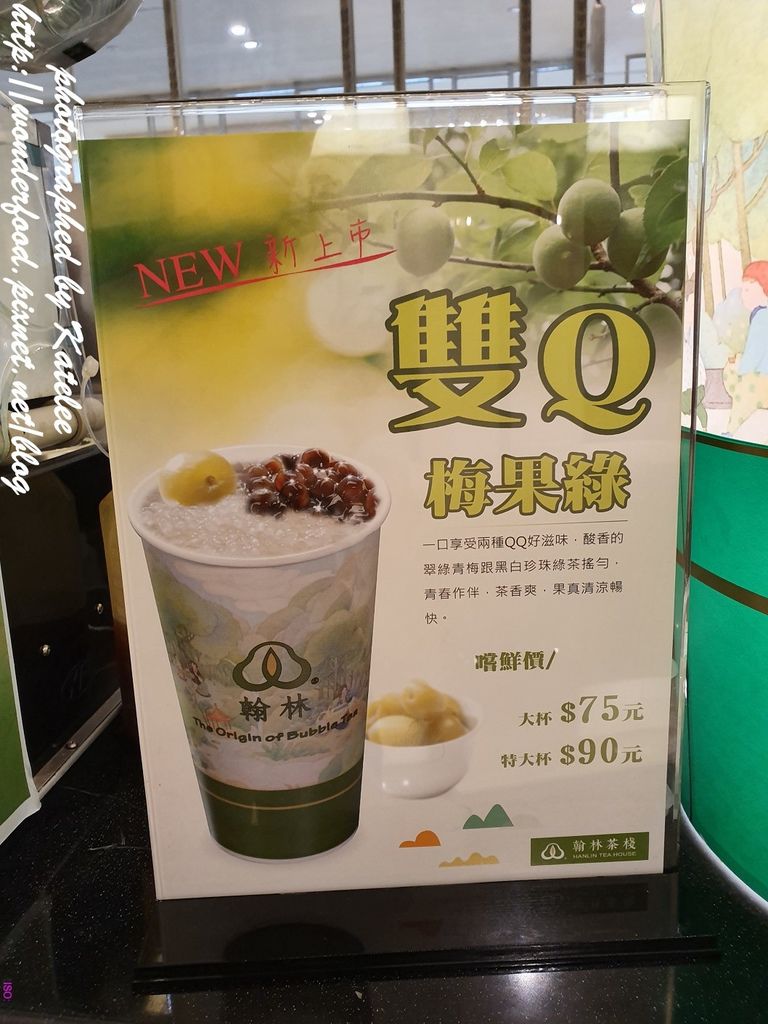 photographed by Katelee
http://wonderfood.pixnet.net/blog
NEW 新上市
雙Q
梅果綠
一口享受兩種QQ好滋味，酸香的
翠綠青梅跟黑白珍珠綠茶搖勻，
青春作伴，茶香爽，果真清涼暢
快。
嚐鮮價/
大杯 $75元
特大杯 $90元
翰林
The Origin of Bubble Tea
翰林茶棧
HANLIN TEA HOUSE
ISO: